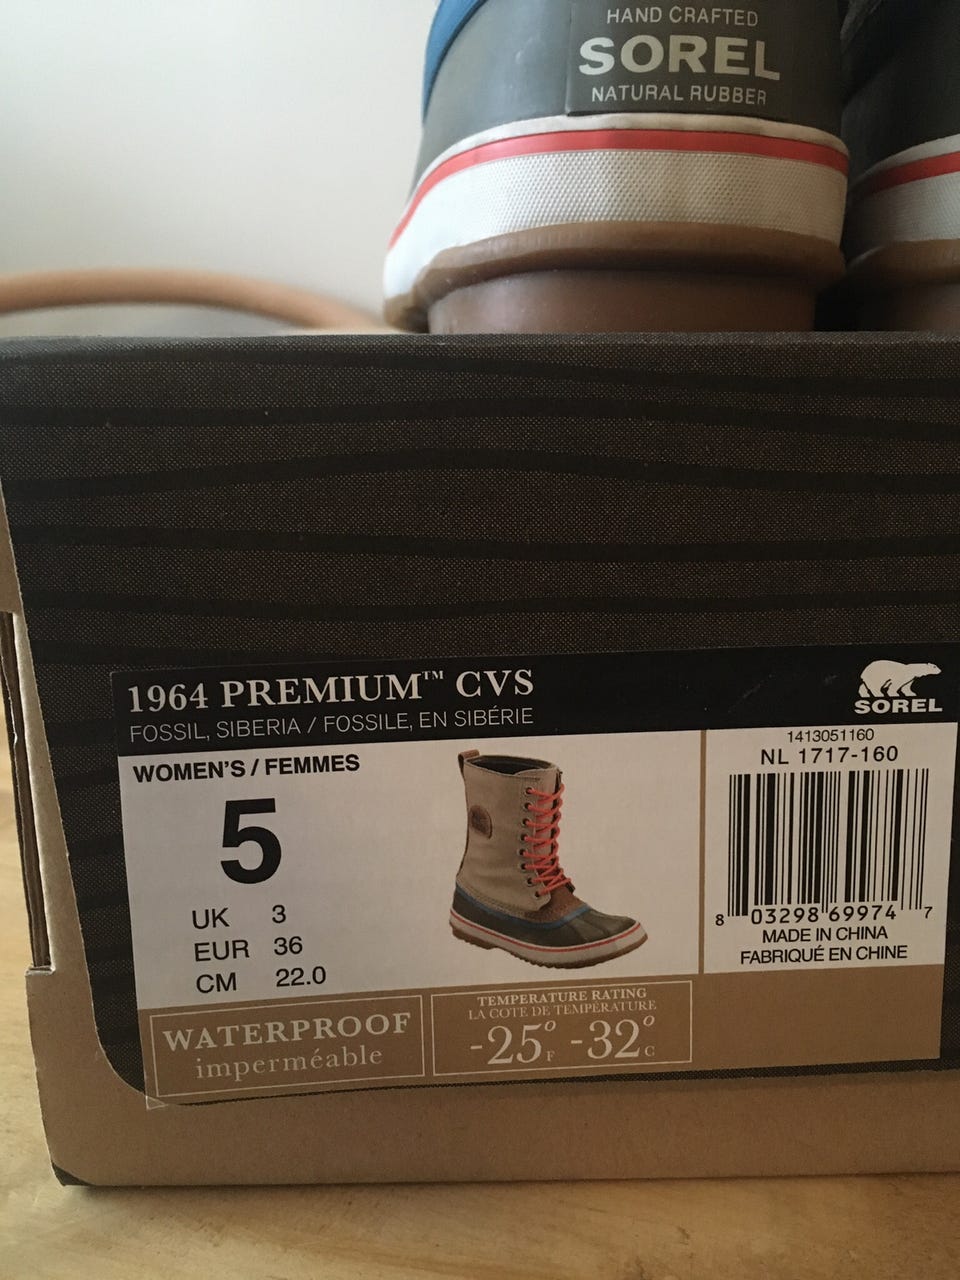 HAND CRAFTED
SOREL
NATURAL RUBBER
1964 PREMIUM™ CVS
FOSSIL, SIBERIA / FOSSILE, EN SIBÉRIE
SOREL
WOMEN'S / FEMMES
5
UK 3
EUR 36
CM 22.0
1413051160
NL 1717-160
8 03298 69974 7
MADE IN CHINA
FABRIQUÉ EN CHINE
WATERPROOF
imperméable
TEMPERATURE RATING
LA COTE DE TEMPÉRATURE
-25°F -32°C